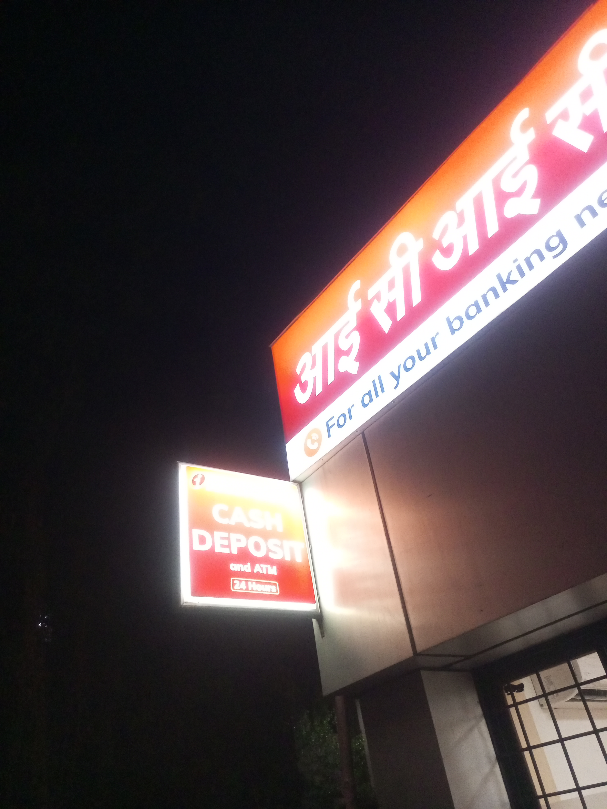 आई सी आई सी
For all your banking ne
CASH
DEPOSIT
and ATM
24 Hours